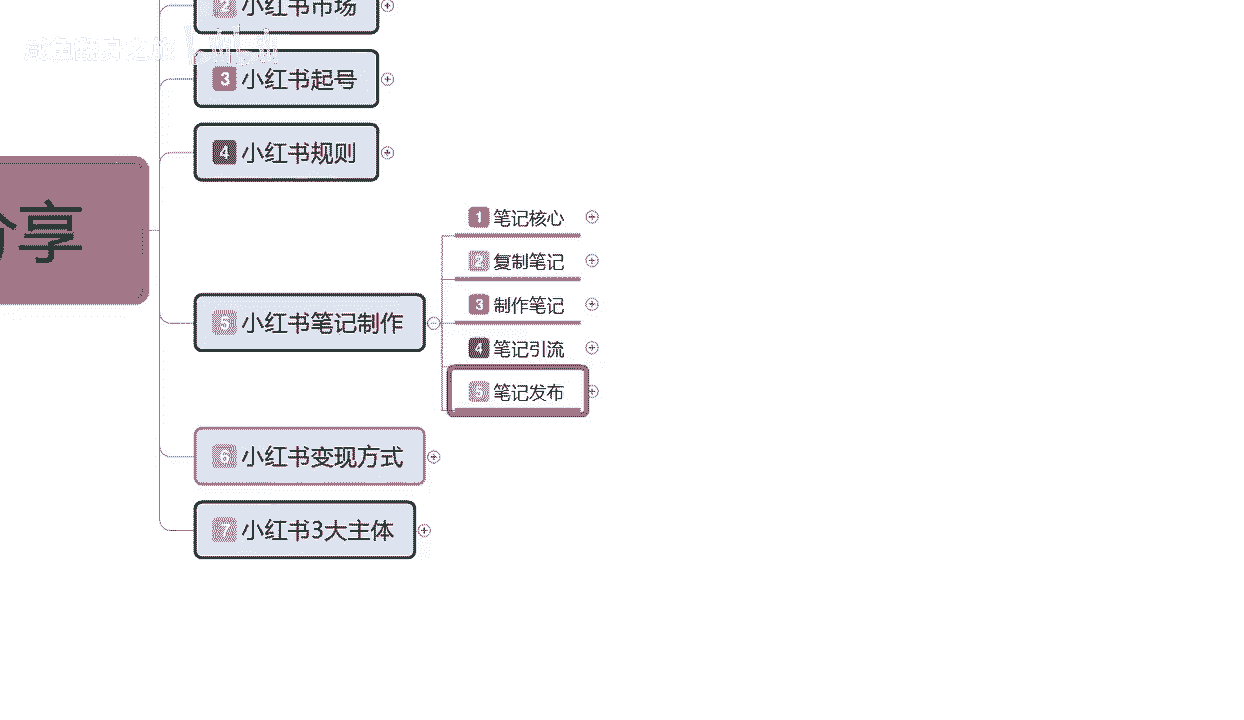 2 小红书市场
3 小红书起号
4 小红书规则
分享
5 小红书笔记制作
1 笔记核心
2 复制笔记
3 制作笔记
4 笔记引流
5 笔记发布
6 小红书变现方式
7 小红书3大主体